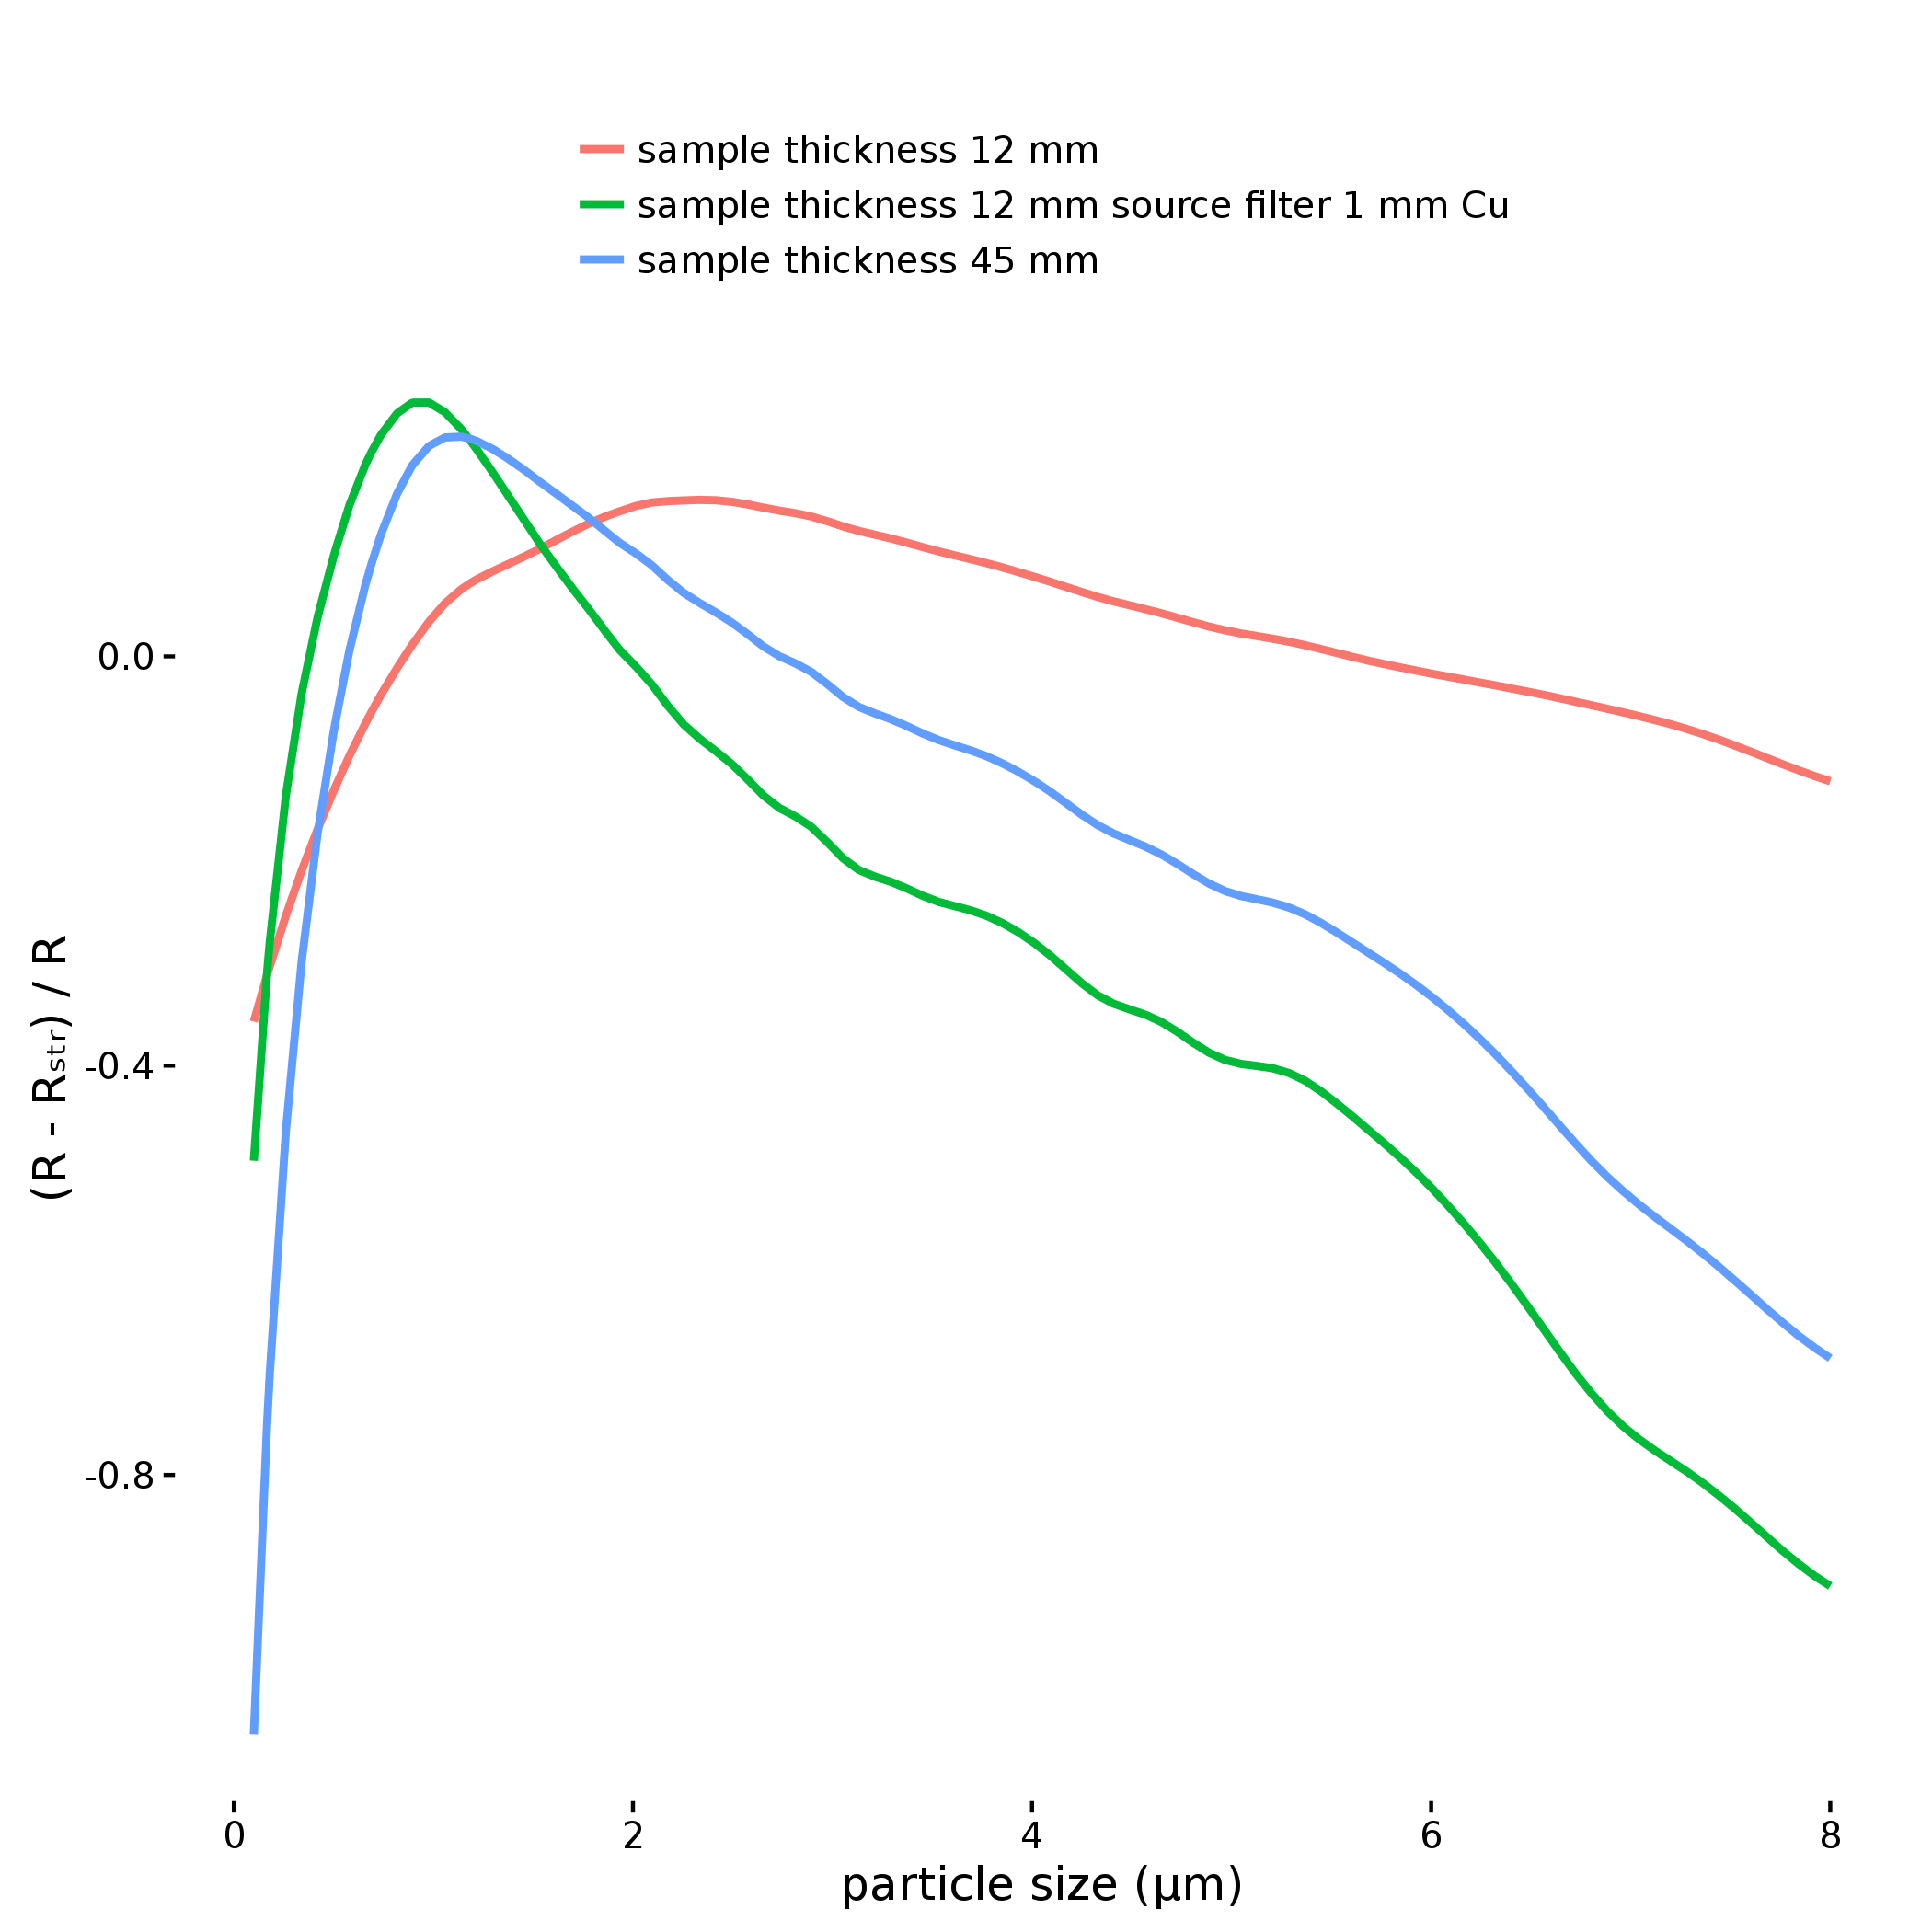 sample thickness 12 mm
sample thickness 12 mm source filter 1 mm Cu
sample thickness 45 mm
0.0
-0.4
-0.8
(R - Rstr) / R
0 2 4 6 8
particle size (μm)